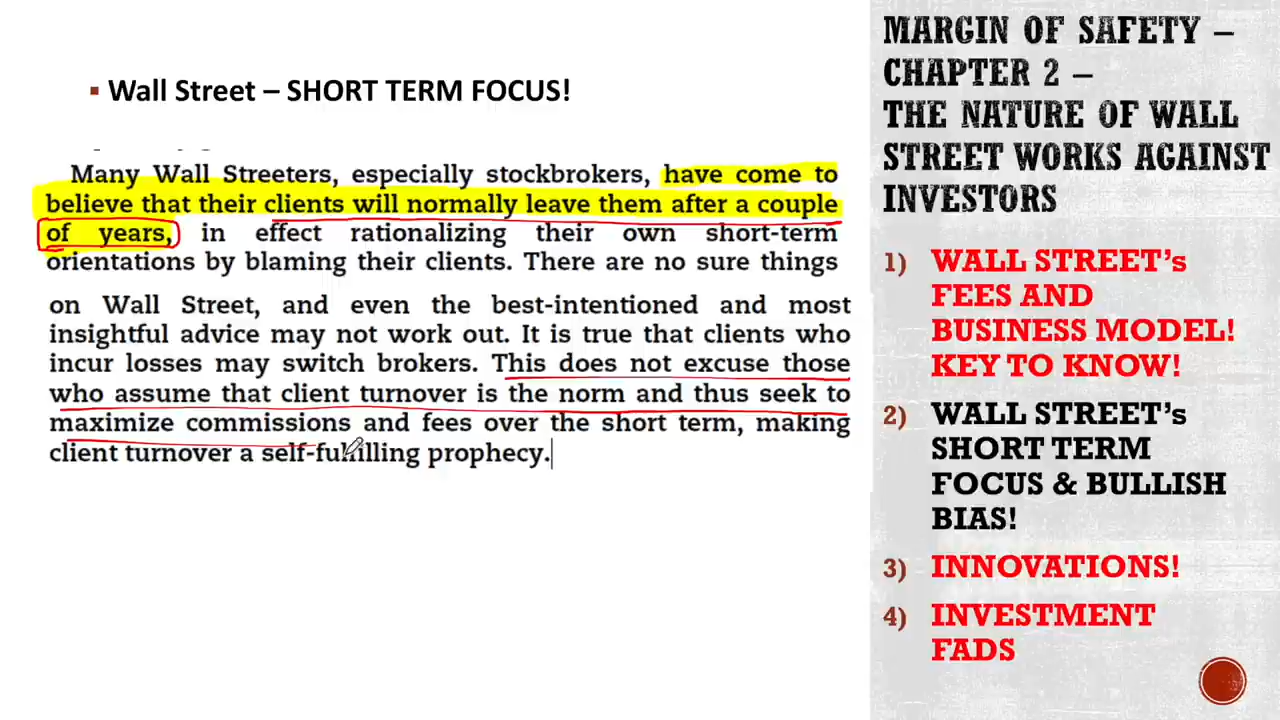 ▪ Wall Street – SHORT TERM FOCUS!
Many Wall Streeters, especially stockbrokers, have come to
believe that their clients will normally leave them after a couple
of years, in effect rationalizing their own short-term
orientations by blaming their clients. There are no sure things
on Wall Street, and even the best-intentioned and most
insightful advice may not work out. It is true that clients who
incur losses may switch brokers. This does not excuse those
who assume that client turnover is the norm and thus seek to
maximize commissions and fees over the short term, making
client turnover a self-fulfilling prophecy.
MARGIN OF SAFETY –
CHAPTER 2 –
THE NATURE OF WALL
STREET WORKS AGAINST
INVESTORS
1) WALL STREET's
FEES AND
BUSINESS MODEL!
KEY TO KNOW!
2) WALL STREET's
SHORT TERM
FOCUS & BULLISH
BIAS!
3) INNOVATIONS!
4) INVESTMENT
FADS